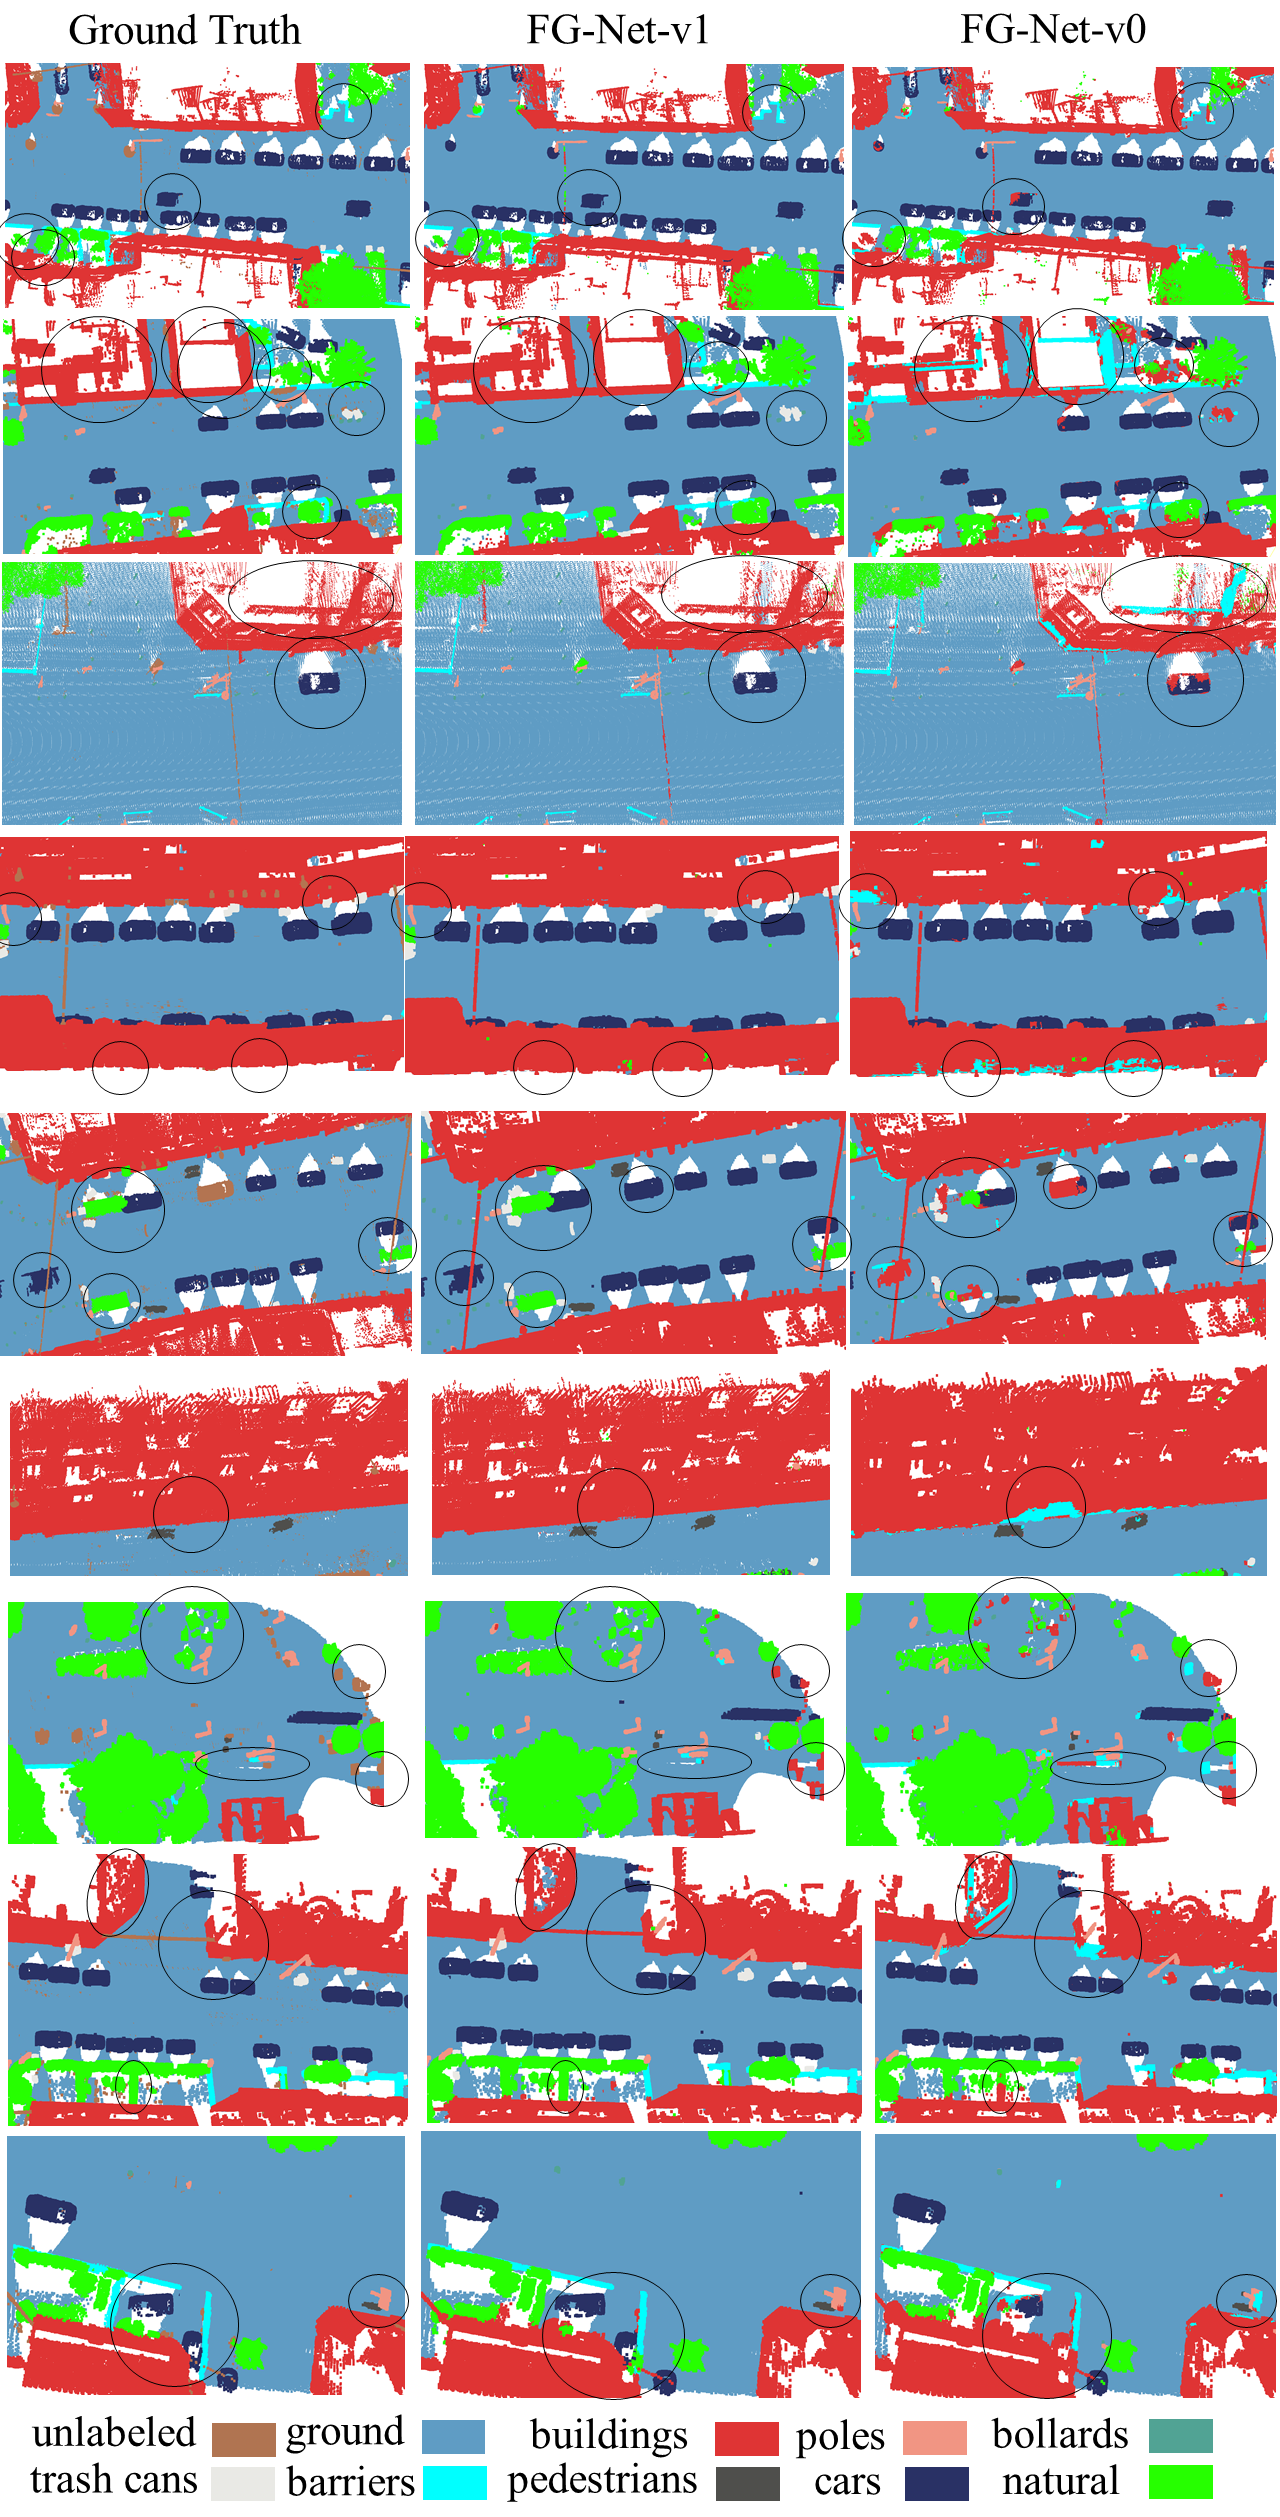 Ground Truth FG-Net-v1 FG-Net-v0
unlabeled ground buildings poles bollards
trash cans barriers pedestrians cars natural